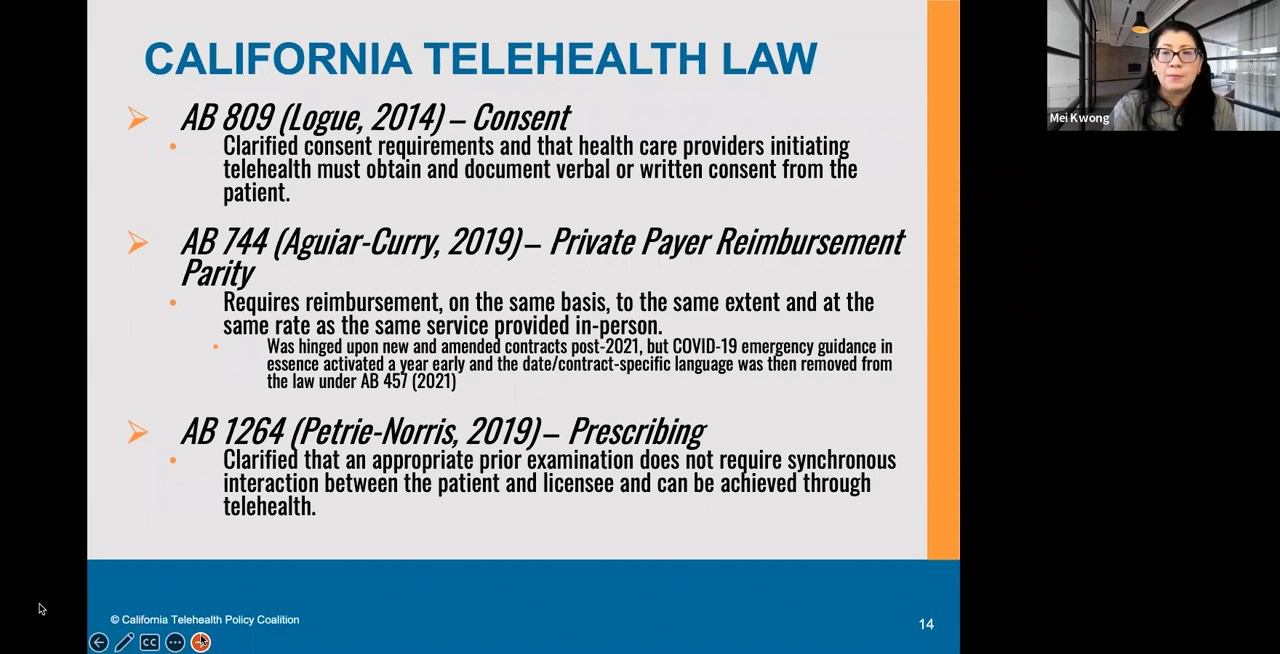 CALIFORNIA TELEHEALTH LAW
AB 809 (Logue, 2014) – Consent
Clarified consent requirements and that health care providers initiating
telehealth must obtain and document verbal or written consent from the
patient.
AB 744 (Aguiar-Curry, 2019) – Private Payer Reimbursement
Parity
Requires reimbursement, on the same basis, to the same extent and at the
same rate as the same service provided in-person.
Was hinged upon new and amended contracts post-2021, but COVID-19 emergency guidance in
essence activated a year early and the date/contract-specific language was then removed from
the law under AB 457 (2021)
AB 1264 (Petrie-Norris, 2019) – Prescribing
Clarified that an appropriate prior examination does not require synchronous
interaction between the patient and licensee and can be achieved through
telehealth.
© California Telehealth Policy Coalition
14
CC
Mei Kwong